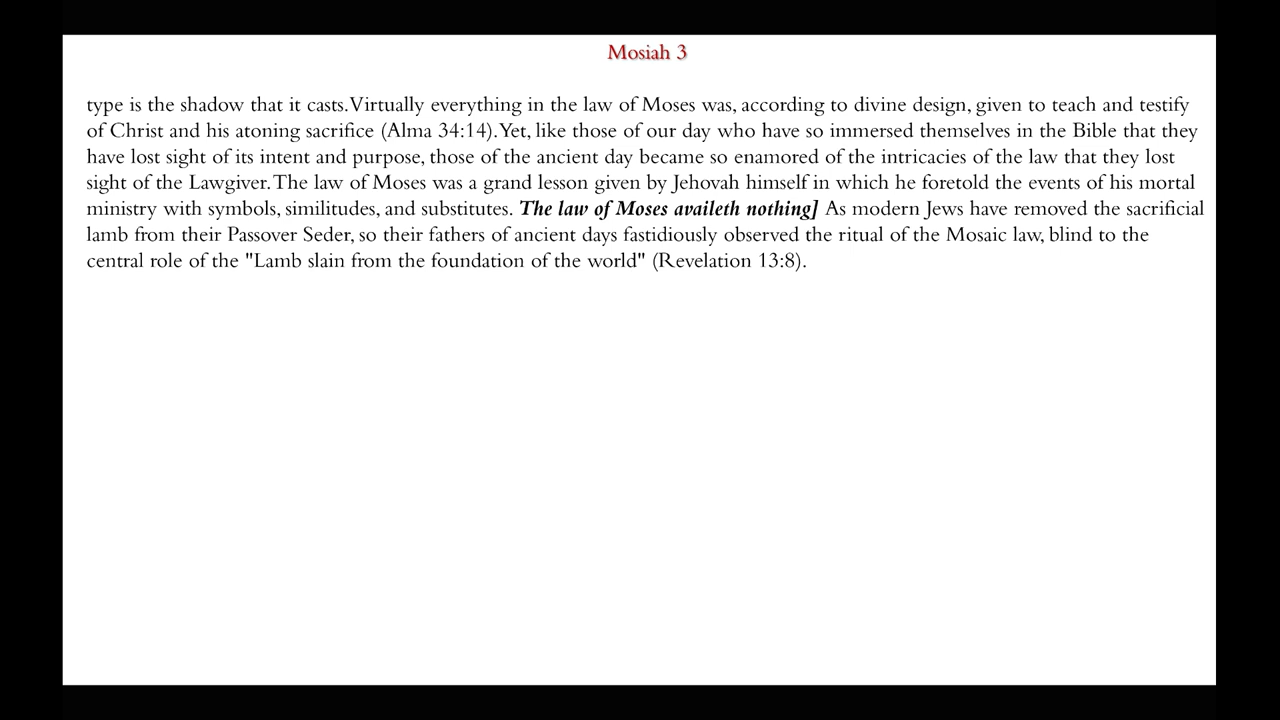 Mosiah 3
type is the shadow that it casts. Virtually everything in the law of Moses was, according to divine design, given to teach and testify
of Christ and his atoning sacrifice (Alma 34:14). Yet, like those of our day who have so immersed themselves in the Bible that they
have lost sight of its intent and purpose, those of the ancient day became so enamored of the intricacies of the law that they lost
sight of the Lawgiver. The law of Moses was a grand lesson given by Jehovah himself in which he foretold the events of his mortal
ministry with symbols, similitudes, and substitutes. The law of Moses availeth nothing] As modern Jews have removed the sacrificial
lamb from their Passover Seder, so their fathers of ancient days fastidiously observed the ritual of the Mosaic law, blind to the
central role of the "Lamb slain from the foundation of the world" (Revelation 13:8).